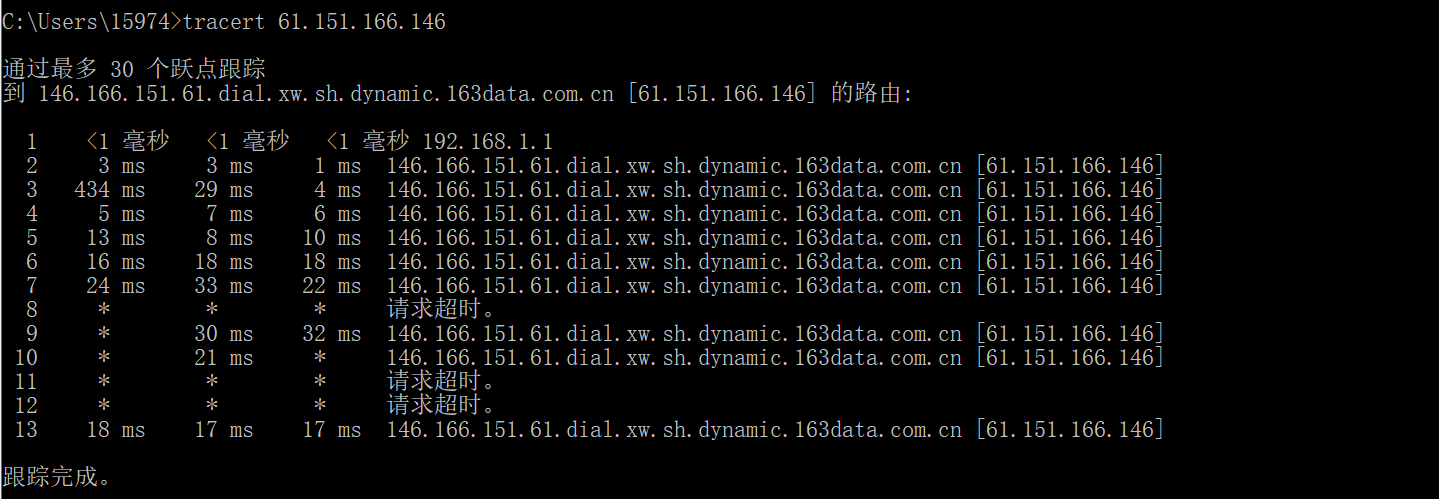 C:\Users\15974>tracert 61.151.166.146
通过最多 30 个跃点跟踪
到 146.166.151.61.dial.xw.sh.dynamic.163data.com.cn [61.151.166.146] 的路由:
1 <1 毫秒 <1 毫秒 <1 毫秒 192.168.1.1
2 3 ms 3 ms 1 ms 146.166.151.61.dial.xw.sh.dynamic.163data.com.cn [61.151.166.146]
3 434 ms 29 ms 4 ms 146.166.151.61.dial.xw.sh.dynamic.163data.com.cn [61.151.166.146]
4 5 ms 7 ms 6 ms 146.166.151.61.dial.xw.sh.dynamic.163data.com.cn [61.151.166.146]
5 13 ms 8 ms 10 ms 146.166.151.61.dial.xw.sh.dynamic.163data.com.cn [61.151.166.146]
6 16 ms 18 ms 18 ms 146.166.151.61.dial.xw.sh.dynamic.163data.com.cn [61.151.166.146]
7 24 ms 33 ms 22 ms 146.166.151.61.dial.xw.sh.dynamic.163data.com.cn [61.151.166.146]
8 * * * 请求超时。
9 * 30 ms 32 ms 146.166.151.61.dial.xw.sh.dynamic.163data.com.cn [61.151.166.146]
10 * 21 ms * 146.166.151.61.dial.xw.sh.dynamic.163data.com.cn [61.151.166.146]
11 * * * 请求超时。
12 * * * 请求超时。
13 18 ms 17 ms 17 ms 146.166.151.61.dial.xw.sh.dynamic.163data.com.cn [61.151.166.146]
跟踪完成。